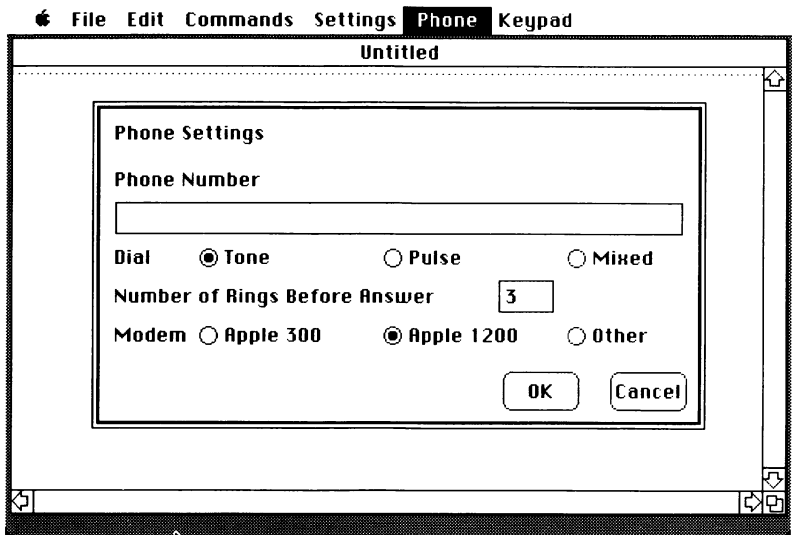 File Edit Commands Settings Phone Keypad
Untitled
Phone Settings
Phone Number
Dial Tone Pulse Mixed
Number of Rings Before Answer 3
Modem Apple 300 Apple 1200 Other
OK Cancel